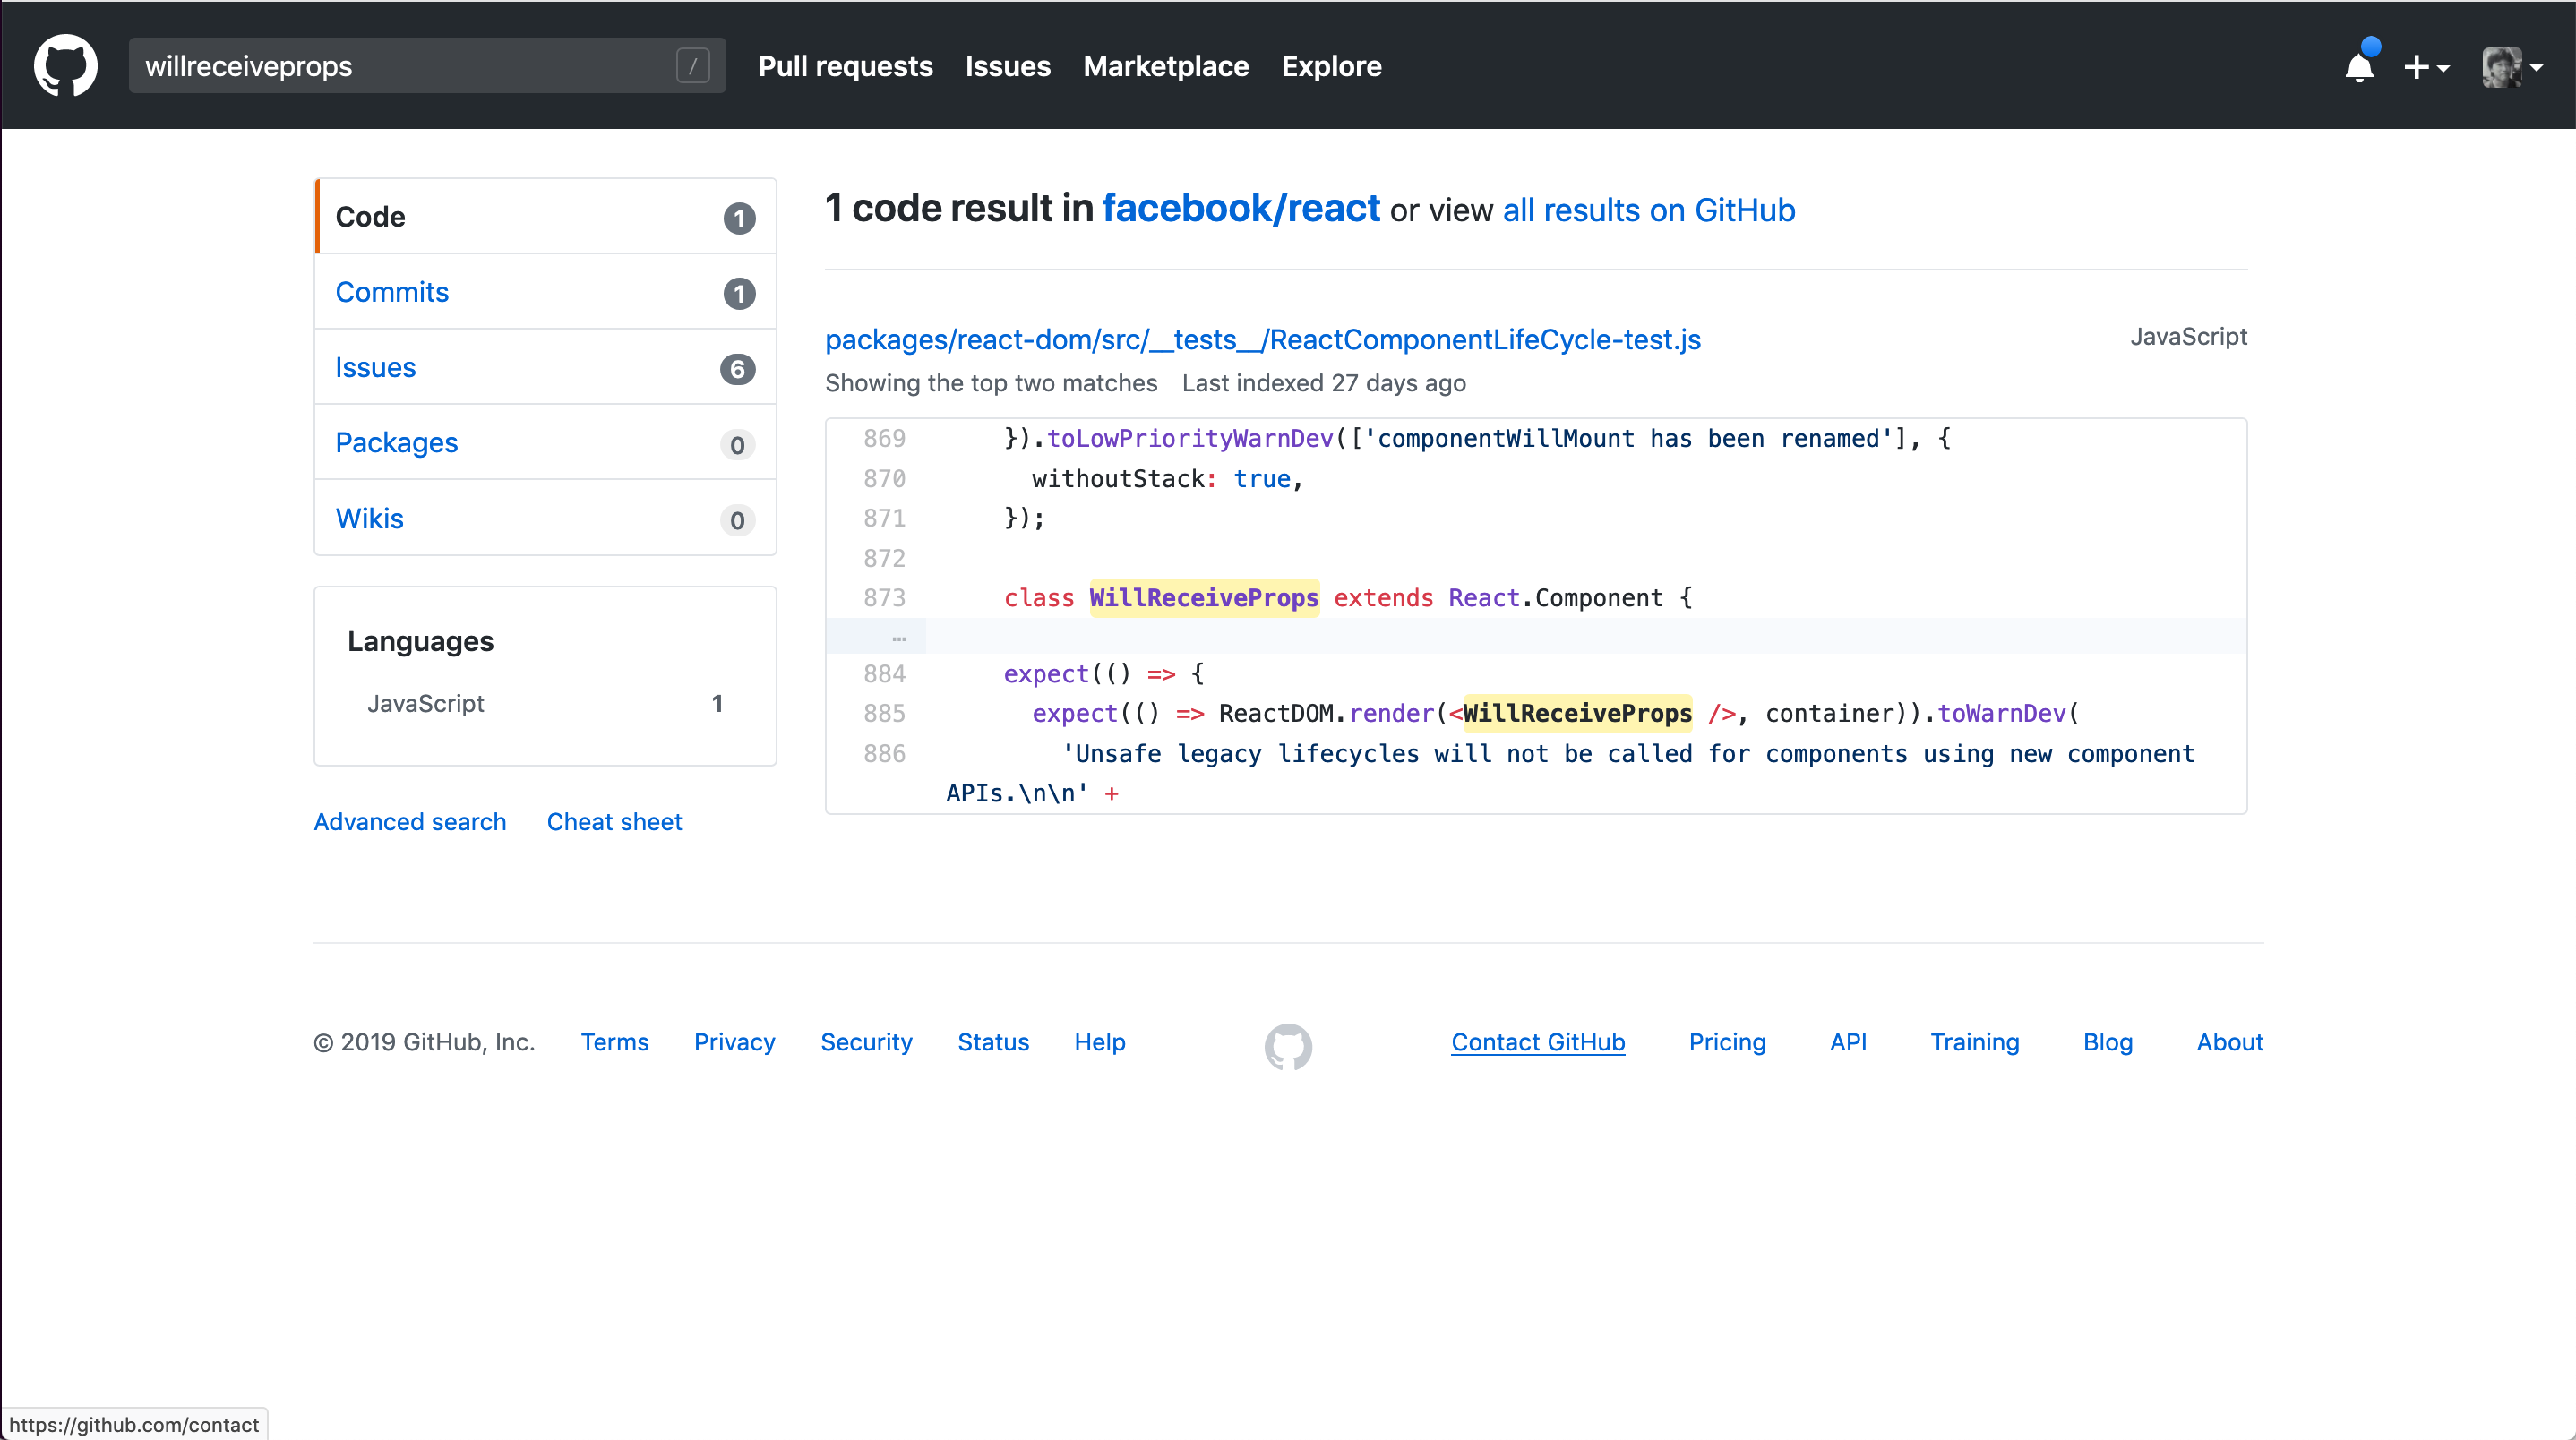 willreceiveprops /
Pull requests Issues Marketplace Explore
Code 1
Commits 1
Issues 6
Packages 0
Wikis 0
Languages
JavaScript 1
Advanced search Cheat sheet
1 code result in facebook/react or view all results on GitHub
packages/react-dom/src/__tests__/ReactComponentLifeCycle-test.js JavaScript
Showing the top two matches Last indexed 27 days ago
869 }).toLowPriorityWarnDev(['componentWillMount has been renamed'], {
870 withoutStack: true,
871 });
872
873 class WillReceiveProps extends React.Component {
…
884 expect(() => {
885 expect(() => ReactDOM.render(<WillReceiveProps />, container)).toWarnDev(
886 'Unsafe legacy lifecycles will not be called for components using new component
APIs.\n\n' +
© 2019 GitHub, Inc. Terms Privacy Security Status Help Contact GitHub Pricing API Training Blog About
https://github.com/contact